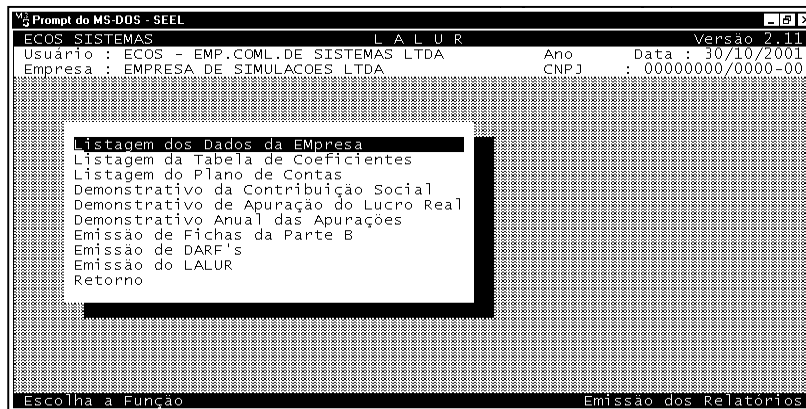 Prompt do MS-DOS - SEEL
ECOS SISTEMAS L A L U R Versão 2.11
Usuário : ECOS - EMP.COML.DE SISTEMAS LTDA Ano Data : 30/10/2001
Empresa : EMPRESA DE SIMULACOES LTDA CNPJ : 00000000/0000-00
Listagem dos Dados da EMpresa
Listagem da Tabela de Coeficientes
Listagem do Plano de Contas
Demonstrativo da Contribuição Social
Demonstrativo de Apuração do Lucro Real
Demonstrativo Anual das Apurações
Emissão de Fichas da Parte B
Emissão de DARF's
Emissão do LALUR
Retorno
Escolha a Função Emissão dos Relatórios